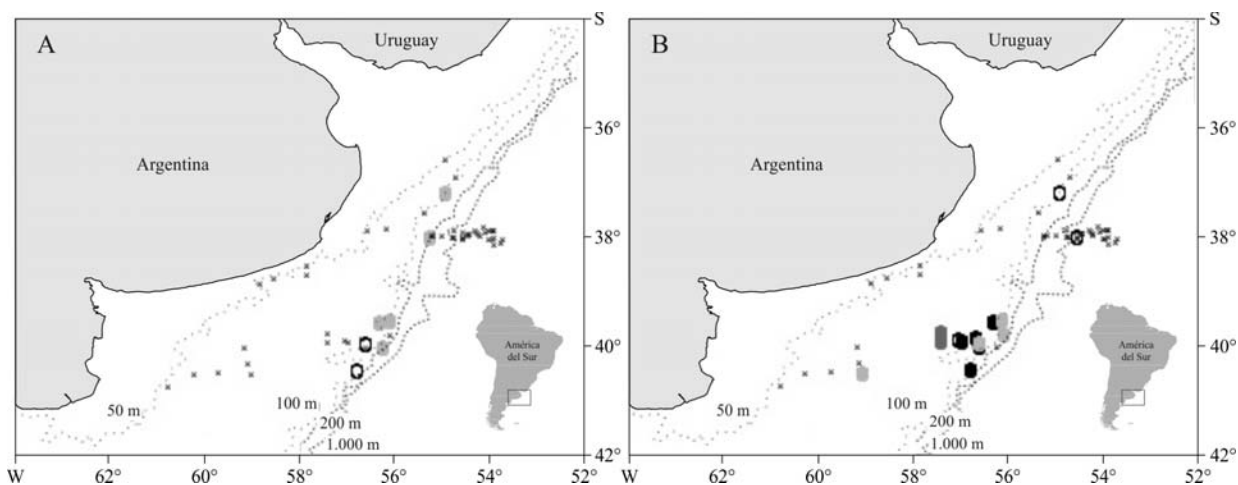 A
Uruguay
Argentina
50 m
100 m
200 m
1.000 m
América
del Sur
W 62° 60° 58° 56° 54° 52°
S
36°
38°
40°
42°
B
Uruguay
Argentina
50 m
100 m
200 m
1.000 m
América
del Sur
W 62° 60° 58° 56° 54° 52°
S
36°
38°
40°
42°